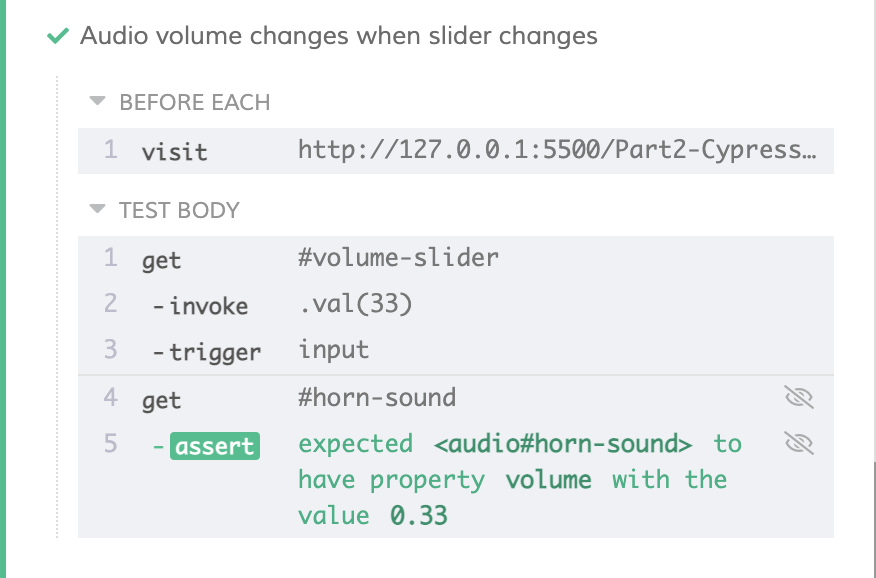 Audio volume changes when slider changes
BEFORE EACH
1 visit http://127.0.0.1:5500/Part2-Cypress…
TEST BODY
1 get #volume-slider
2 -invoke .val(33)
3 -trigger input
4 get #horn-sound
5 -assert expected <audio#horn-sound> to
have property volume with the
value 0.33